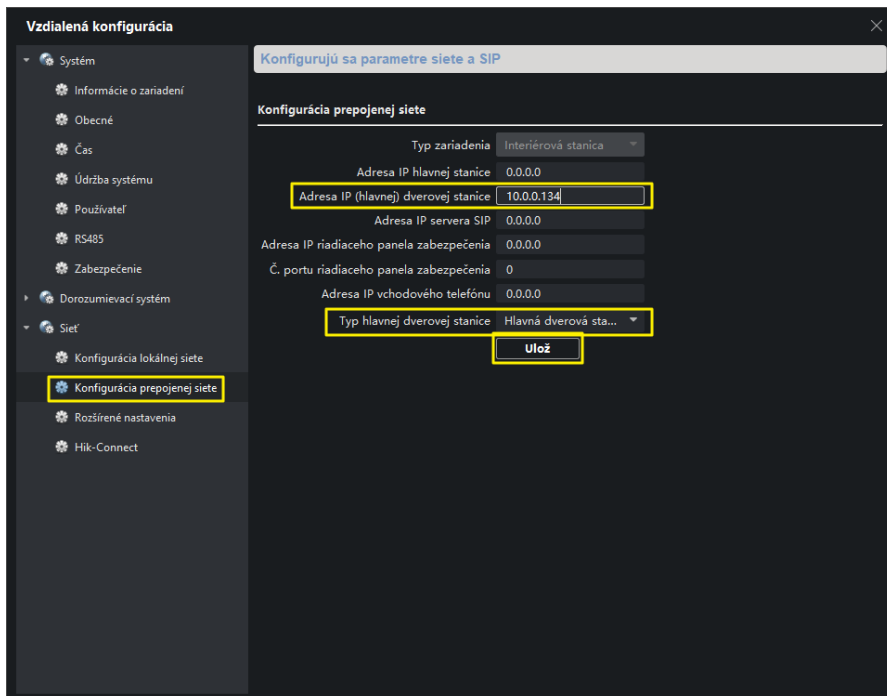 Vzdialená konfigurácia
Systém
Informácie o zariadení
Obecné
Čas
Údržba systému
Používateľ
RS485
Zabezpečenie
Dorozumievací systém
Sieť
Konfigurácia lokálnej siete
Konfigurácia prepojenej siete
Rozšírené nastavenia
Hik-Connect
Konfigurujú sa parametre siete a SIP
Konfigurácia prepojenej siete
Typ zariadenia Interiérová stanica
Adresa IP hlavnej stanice 0.0.0.0
Adresa IP (hlavnej) dverovej stanice 10.0.0.134
Adresa IP servera SIP 0.0.0.0
Adresa IP riadiaceho panela zabezpečenia 0.0.0.0
Č. portu riadiaceho panela zabezpečenia 0
Adresa IP vchodového telefónu 0.0.0.0
Typ hlavnej dverovej stanice Hlavná dverová sta...
Ulož